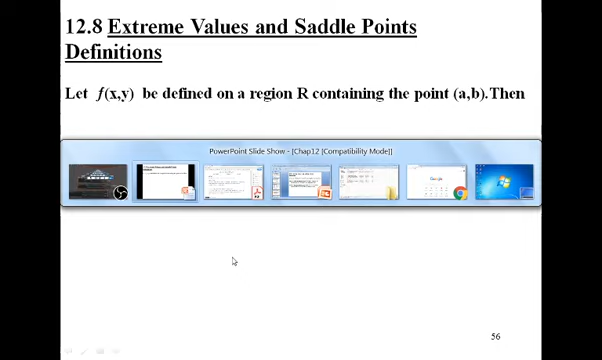 12.8 Extreme Values and Saddle Points
Definitions
Let ƒ(x,y) be defined on a region R containing the point (a,b).Then
PowerPoint Slide Show - [Chap12 [Compatibility Mode]]
56